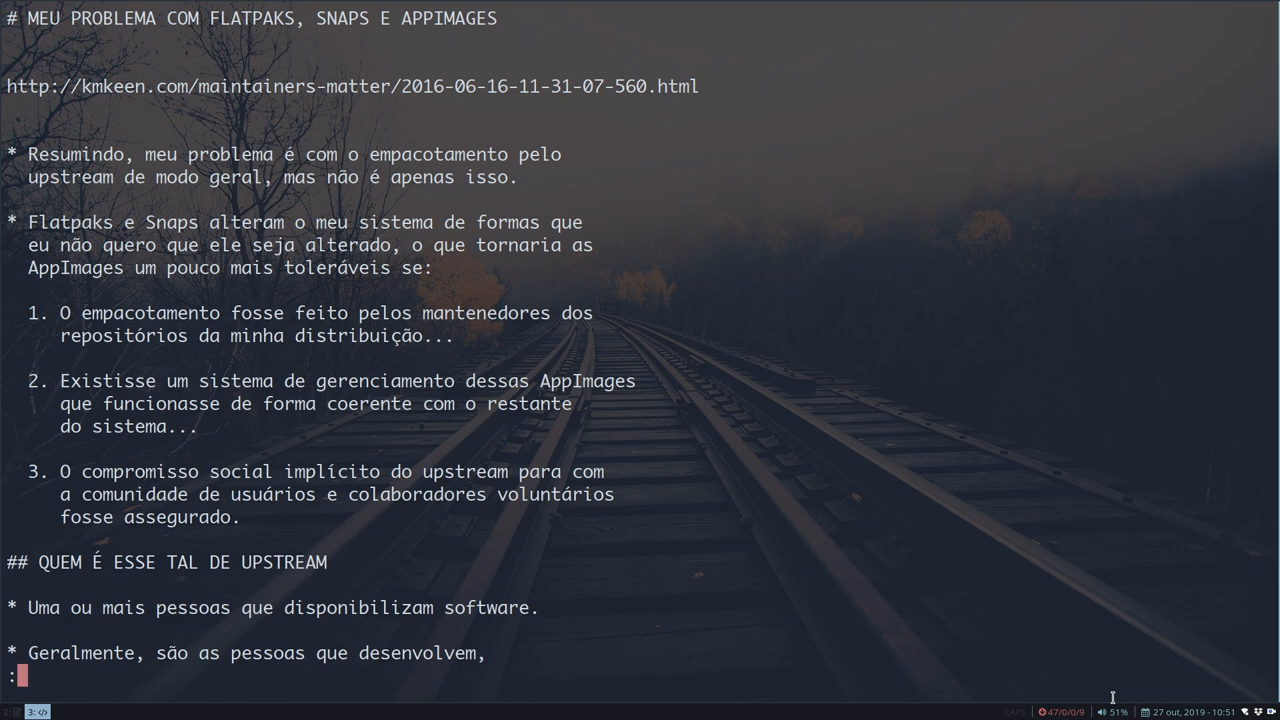 # MEU PROBLEMA COM FLATPAKS, SNAPS E APPIMAGES
http://kmkeen.com/maintainers-matter/2016-06-16-11-31-07-560.html
* Resumindo, meu problema é com o empacotamento pelo
upstream de modo geral, mas não é apenas isso.
* Flatpaks e Snaps alteram o meu sistema de formas que
eu não quero que ele seja alterado, o que tornaria as
AppImages um pouco mais toleráveis se:
1. O empacotamento fosse feito pelos mantenedores dos
repositórios da minha distribuição...
2. Existisse um sistema de gerenciamento dessas AppImages
que funcionasse de forma coerente com o restante
do sistema...
3. O compromisso social implícito do upstream para com
a comunidade de usuários e colaboradores voluntários
fosse assegurado.
## QUEM É ESSE TAL DE UPSTREAM
* Uma ou mais pessoas que disponibilizam software.
* Geralmente, são as pessoas que desenvolvem,
:
2: 3: </> CAPS 47/0/0/9 51% 27 out, 2019 - 10:51